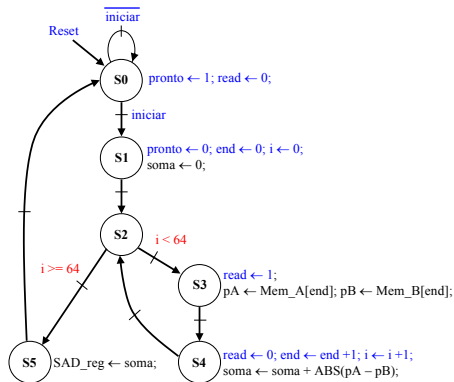 iniciar
Reset
S0
pronto ← 1; read ← 0;
iniciar
S1
pronto ← 0; end ← 0; i ← 0;
soma ← 0;
S2
i >= 64
i < 64
S3
read ← 1;
pA ← Mem_A[end]; pB ← Mem_B[end];
S5
SAD_reg ← soma;
S4
read ← 0; end ← end +1; i ← i +1;
soma ← soma + ABS(pA – pB);